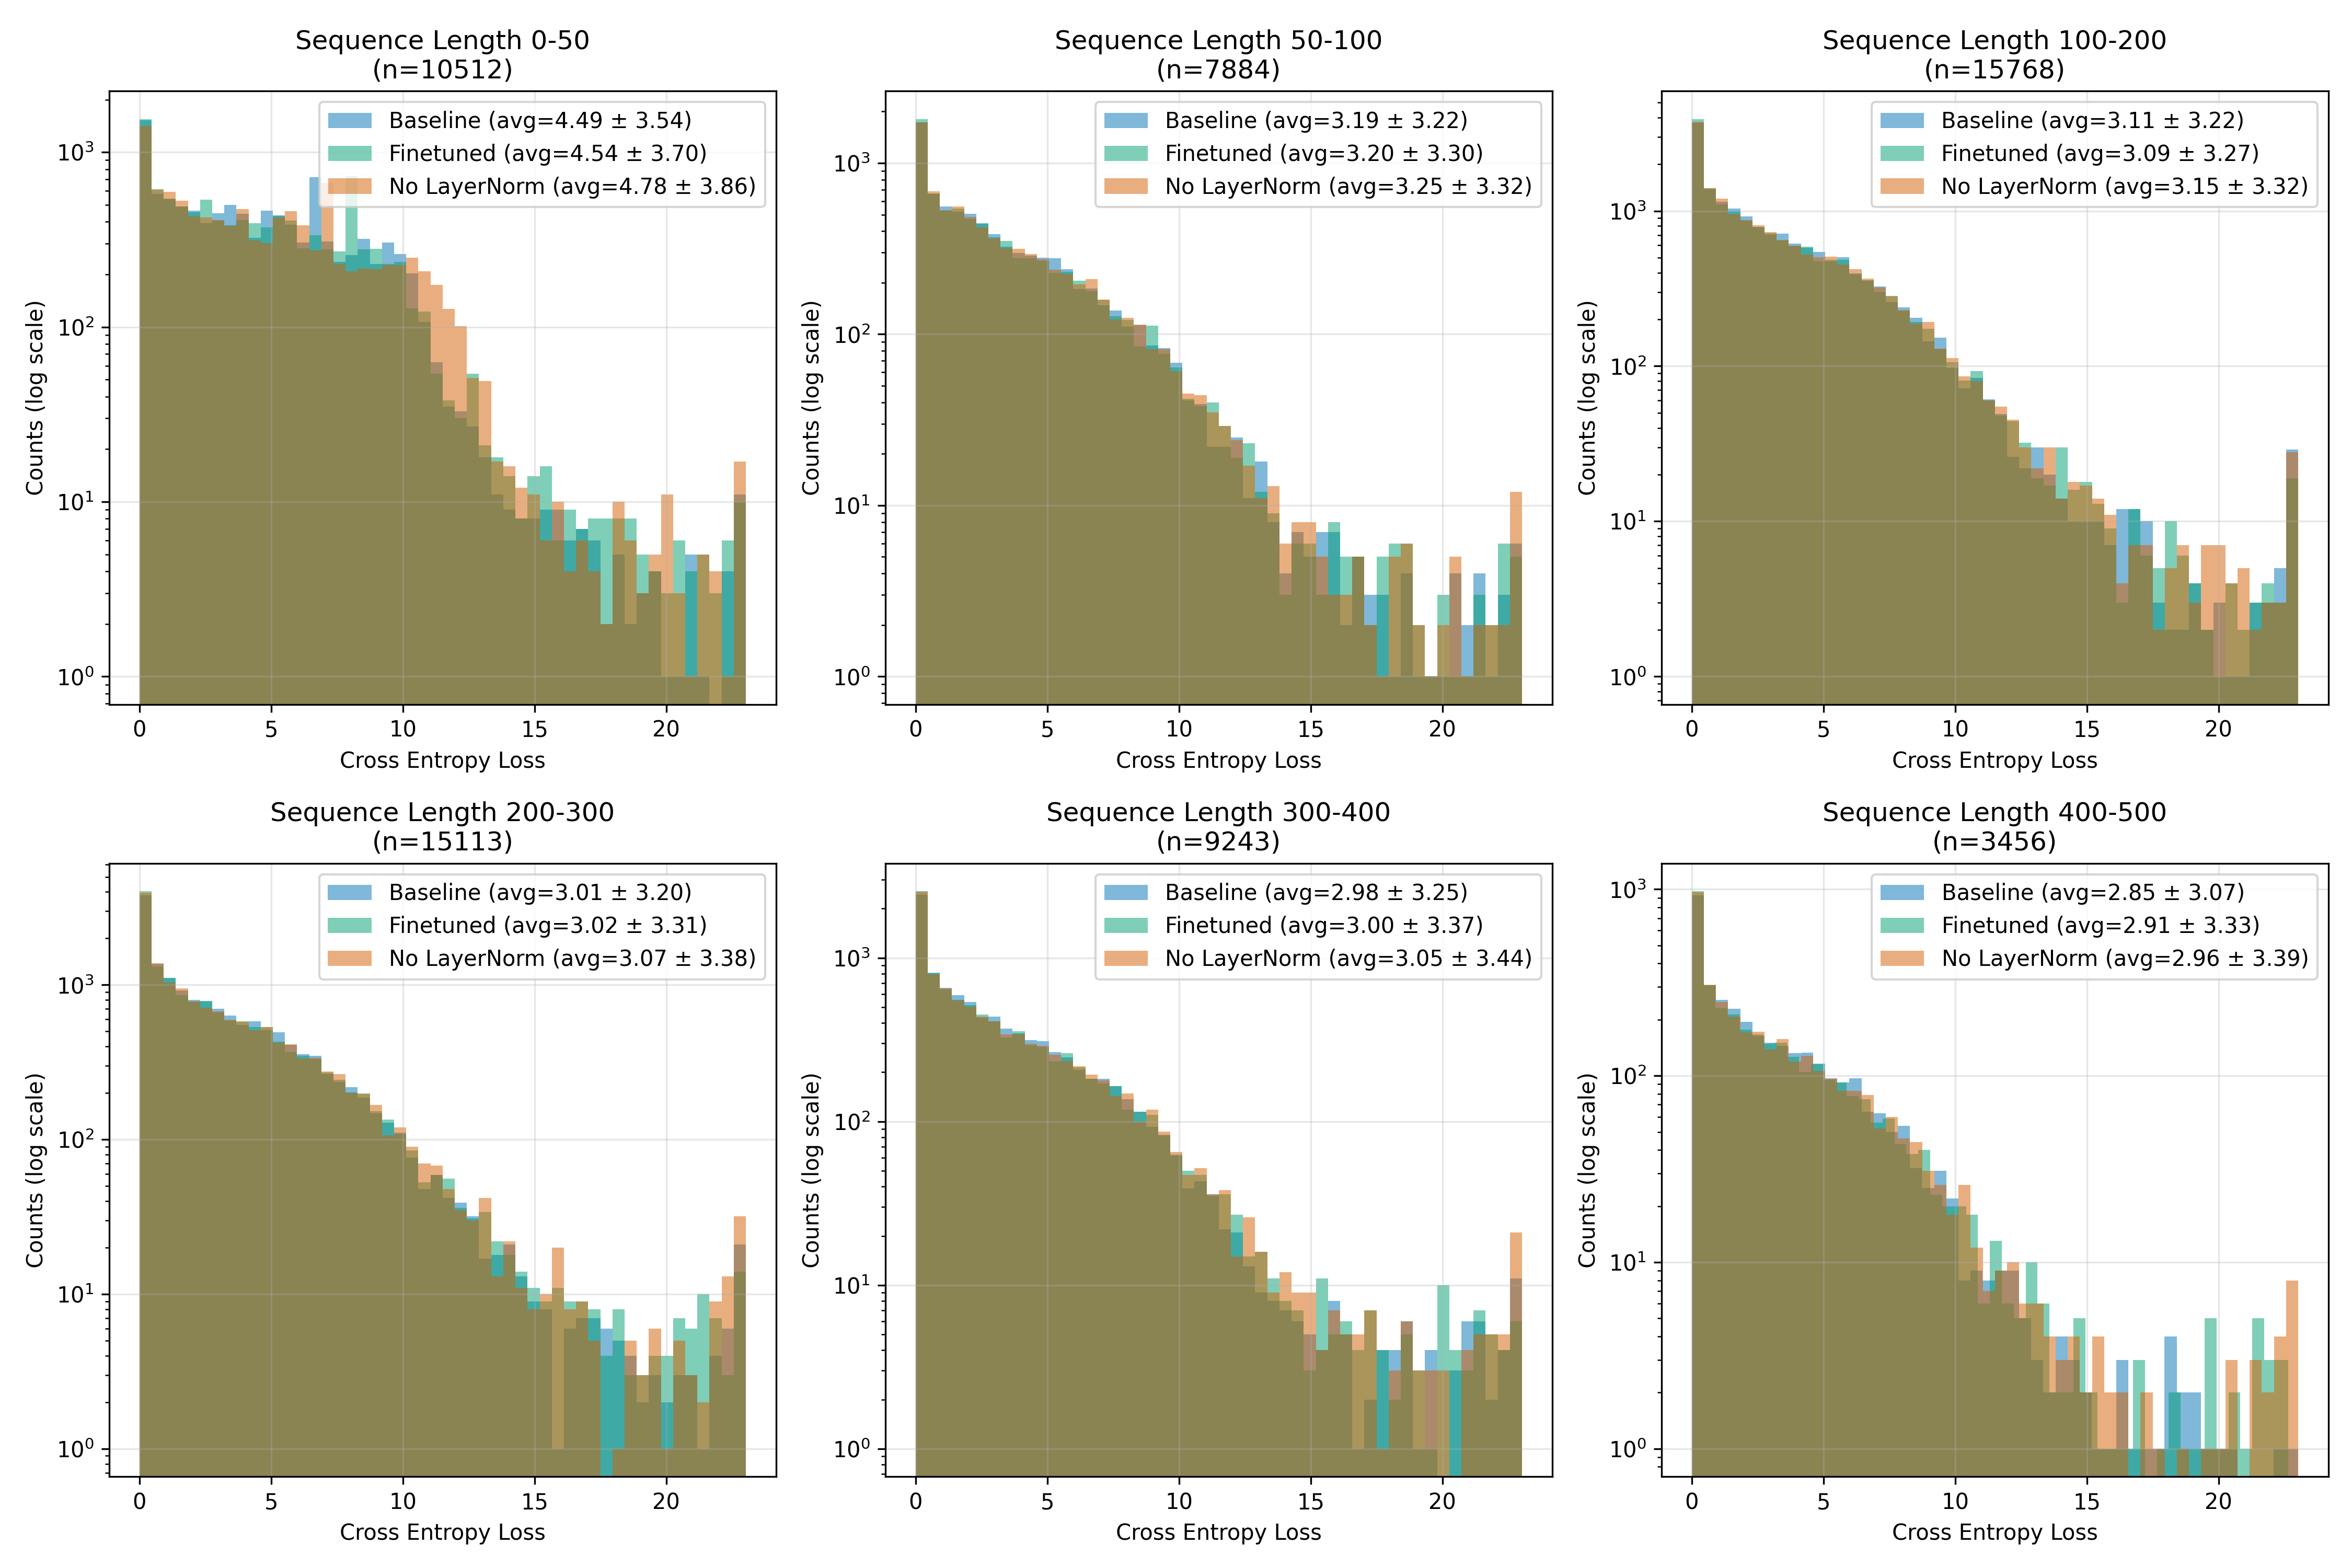 Sequence Length 0-50
(n=10512)
Baseline (avg=4.49 ± 3.54)
Finetuned (avg=4.54 ± 3.70)
No LayerNorm (avg=4.78 ± 3.86)
Counts (log scale)
10³
10²
10¹
10⁰
0 5 10 15 20
Cross Entropy Loss
Sequence Length 50-100
(n=7884)
Baseline (avg=3.19 ± 3.22)
Finetuned (avg=3.20 ± 3.30)
No LayerNorm (avg=3.25 ± 3.32)
Counts (log scale)
10³
10²
10¹
10⁰
0 5 10 15 20
Cross Entropy Loss
Sequence Length 100-200
(n=15768)
Baseline (avg=3.11 ± 3.22)
Finetuned (avg=3.09 ± 3.27)
No LayerNorm (avg=3.15 ± 3.32)
Counts (log scale)
10³
10²
10¹
10⁰
0 5 10 15 20
Cross Entropy Loss
Sequence Length 200-300
(n=15113)
Baseline (avg=3.01 ± 3.20)
Finetuned (avg=3.02 ± 3.31)
No LayerNorm (avg=3.07 ± 3.38)
Counts (log scale)
10³
10²
10¹
10⁰
0 5 10 15 20
Cross Entropy Loss
Sequence Length 300-400
(n=9243)
Baseline (avg=2.98 ± 3.25)
Finetuned (avg=3.00 ± 3.37)
No LayerNorm (avg=3.05 ± 3.44)
Counts (log scale)
10³
10²
10¹
10⁰
0 5 10 15 20
Cross Entropy Loss
Sequence Length 400-500
(n=3456)
Baseline (avg=2.85 ± 3.07)
Finetuned (avg=2.91 ± 3.33)
No LayerNorm (avg=2.96 ± 3.39)
Counts (log scale)
10³
10²
10¹
10⁰
0 5 10 15 20
Cross Entropy Loss